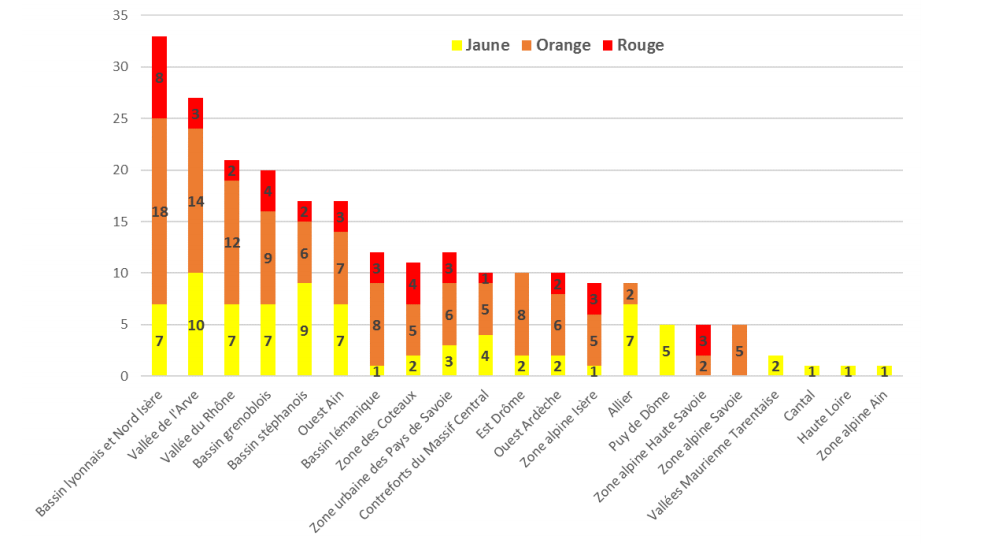 35
30
25
20
15
10
5
0
Jaune Orange Rouge
8
18
7
3
14
10
2
12
7
4
9
7
2
6
9
3
7
7
3
8
1
4
5
2
3
6
3
1
5
4
8
2
2
6
2
3
5
1
2
7
5
3
2
5
2
1
1
1
Bassin lyonnais et Nord Isère
Vallée de l'Arve
Vallée du Rhône
Bassin grenoblois
Bassin stéphanois
Ouest Ain
Bassin lémanique
Zone des Coteaux
Zone urbaine des Pays de Savoie
Contreforts du Massif Central
Est Drôme
Ouest Ardèche
Zone alpine Isère
Allier
Puy de Dôme
Zone alpine Haute Savoie
Zone alpine Savoie
Vallées Maurienne Tarentaise
Cantal
Haute Loire
Zone alpine Ain